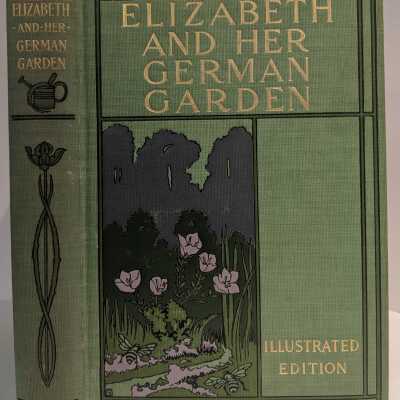 ELIZABETH
-AND-HER-
GERMAN
GARDEN
ELIZABETH
AND HER
GERMAN
GARDEN
ILLUSTRATED
EDITION